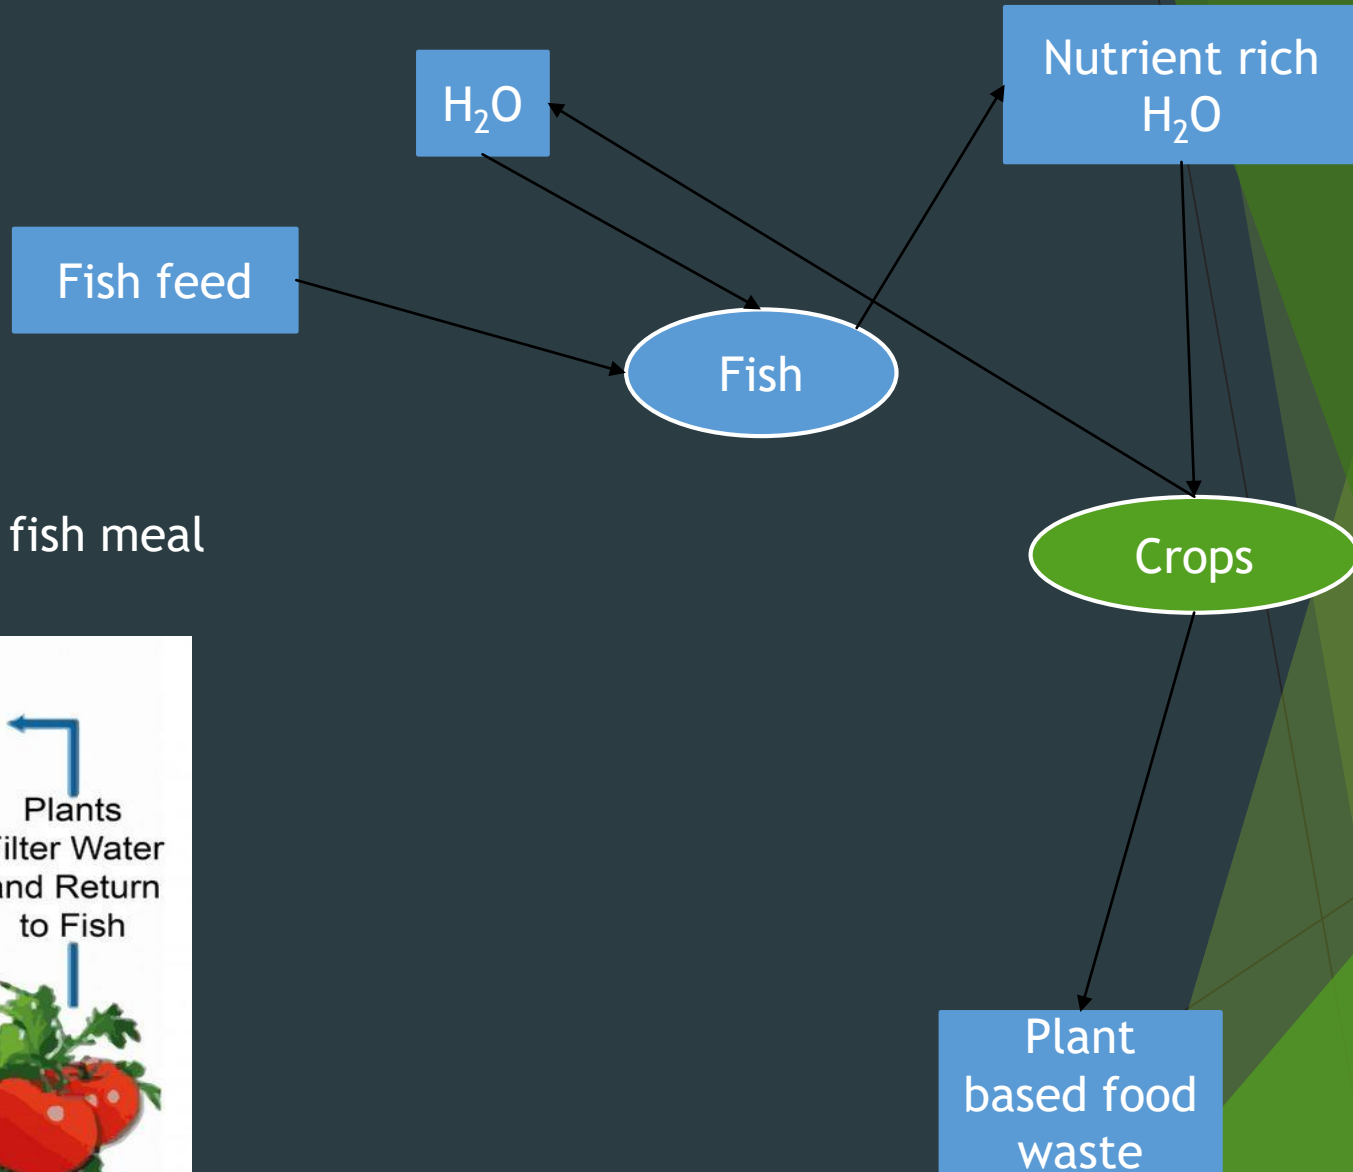 Nutrient rich
H₂O
H₂O
Fish feed
Fish
fish meal
Crops
Plants
Filter Water
and Return
to Fish
Plant
based food
waste